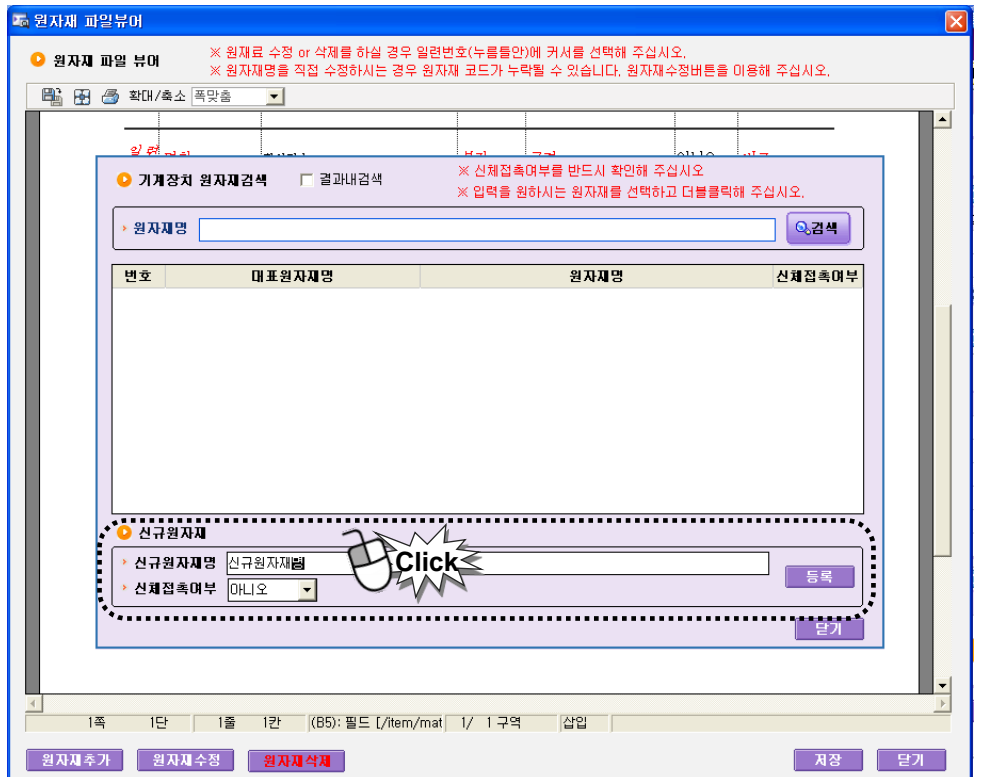 원자재 파일뷰어
원자재 파일 뷰어
※ 원재료 수정 or 삭제를 하실 경우 일련번호(누름틀안)에 커서를 선택해 주십시오.
※ 원자재명을 직접 수정하시는 경우 원자재 코드가 누락될 수 있습니다. 원자재수정버튼을 이용해 주십시오.
확대/축소 폭맞춤
기계장치 원자재검색 결과내검색
※ 신체접촉여부를 반드시 확인해 주십시오
※ 입력을 원하시는 원자재를 선택하고 더블클릭해 주십시오.
원자재명 검색
번호 대표원자재명 원자재명 신체접촉여부
신규원자재
신규원자재명 신규원자재명
Click
등록
신체접촉여부 아니오
닫기
1쪽 1단 1줄 1칸 (B5): 필드 [/item/mat 1/ 1 구역 삽입
원자재추가 원자재수정 원자재삭제 저장 닫기